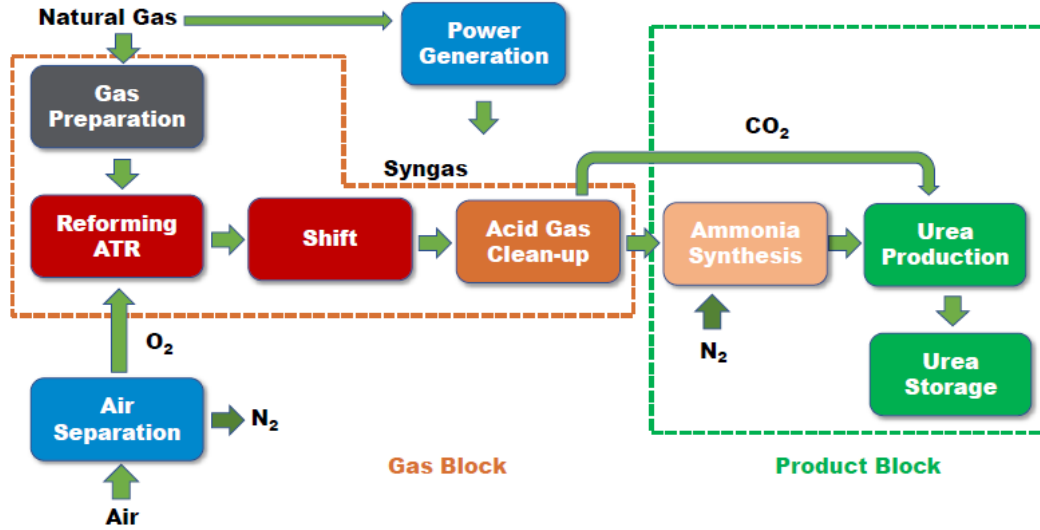 Natural Gas
Power
Generation
Gas
Preparation
CO₂
Syngas
Reforming
ATR
Shift
Acid Gas
Clean-up
Ammonia
Synthesis
Urea
Production
O₂
N₂
Urea
Storage
Air
Separation
N₂
Gas Block
Product Block
Air